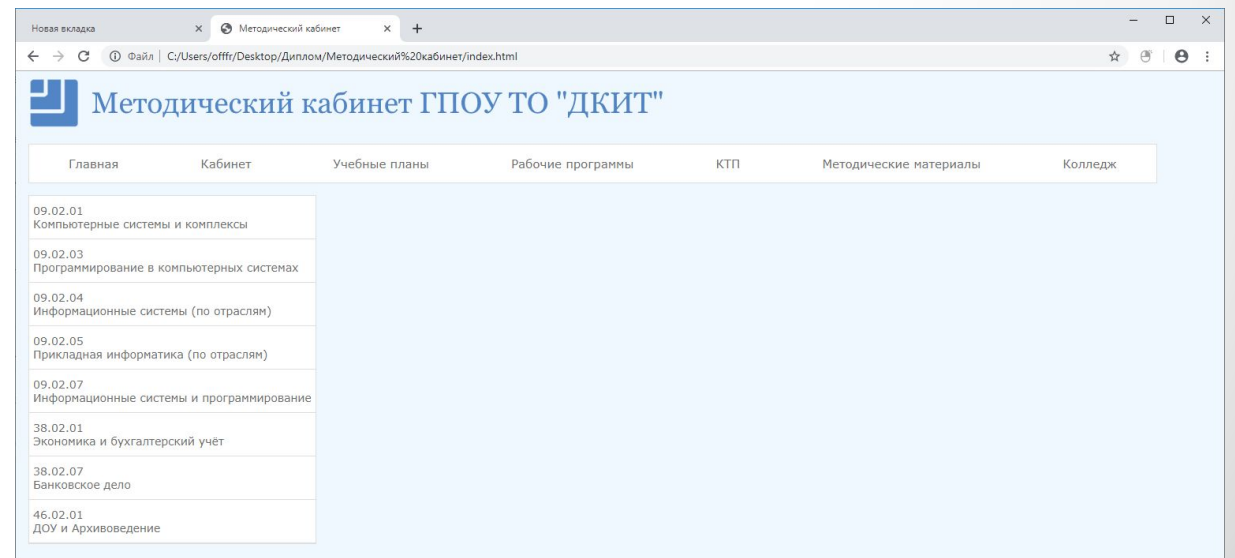 Новая вкладка
Методический кабинет
Файл
C:/Users/offfr/Desktop/Диплом/Методический%20кабинет/index.html
Методический кабинет ГПОУ ТО "ДКИТ"
Главная Кабинет Учебные планы Рабочие программы КТП Методические материалы Колледж
09.02.01
Компьютерные системы и комплексы
09.02.03
Программирование в компьютерных системах
09.02.04
Информационные системы (по отраслям)
09.02.05
Прикладная информатика (по отраслям)
09.02.07
Информационные системы и программирование
38.02.01
Экономика и бухгалтерский учёт
38.02.07
Банковское дело
46.02.01
ДОУ и Архивоведение